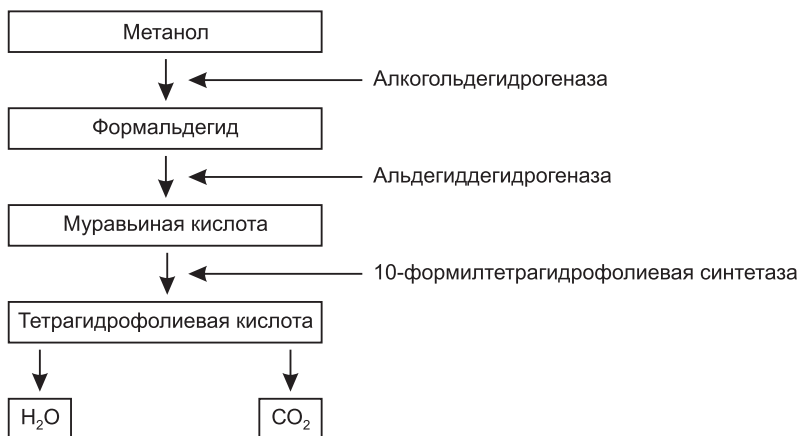 Метанол
Алкогольдегидрогеназа
Формальдегид
Альдегиддегидрогеназа
Муравьиная кислота
10-формилтетрагидрофолиевая синтетаза
Тетрагидрофолиевая кислота
H₂O
CO₂